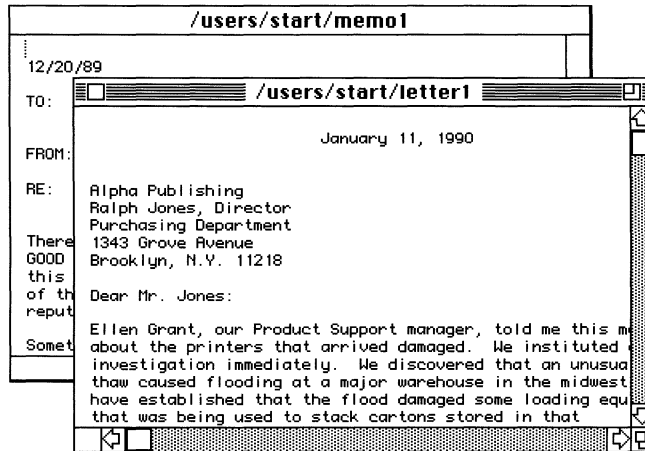 /users/start/memo1
12/20/89
TO:
FROM:
RE:
There
GOOD
this
of th
reput
Somet
/users/start/letter1
January 11, 1990
Alpha Publishing
Ralph Jones, Director
Purchasing Department
1343 Grove Avenue
Brooklyn, N.Y. 11218
Dear Mr. Jones:
Ellen Grant, our Product Support manager, told me this m
about the printers that arrived damaged. We instituted
investigation immediately. We discovered that an unusua
thaw caused flooding at a major warehouse in the midwest
have established that the flood damaged some loading equ
that was being used to stack cartons stored in that